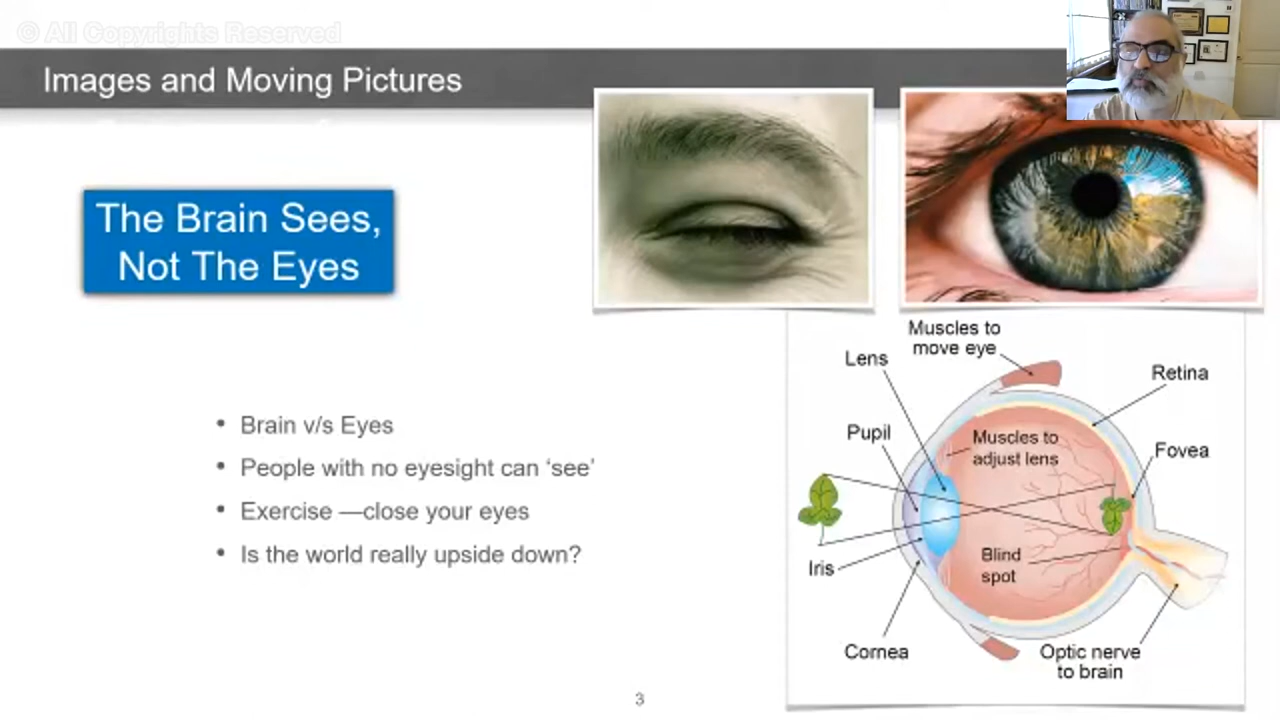 © All Copyrights Reserved
Images and Moving Pictures
The Brain Sees,
Not The Eyes
• Brain v/s Eyes
• People with no eyesight can ‘see’
• Exercise —close your eyes
• Is the world really upside down?
Muscles to
move eye
Lens
Retina
Pupil
Muscles to
adjust lens
Fovea
Blind
spot
Iris
Cornea
Optic nerve
to brain
3